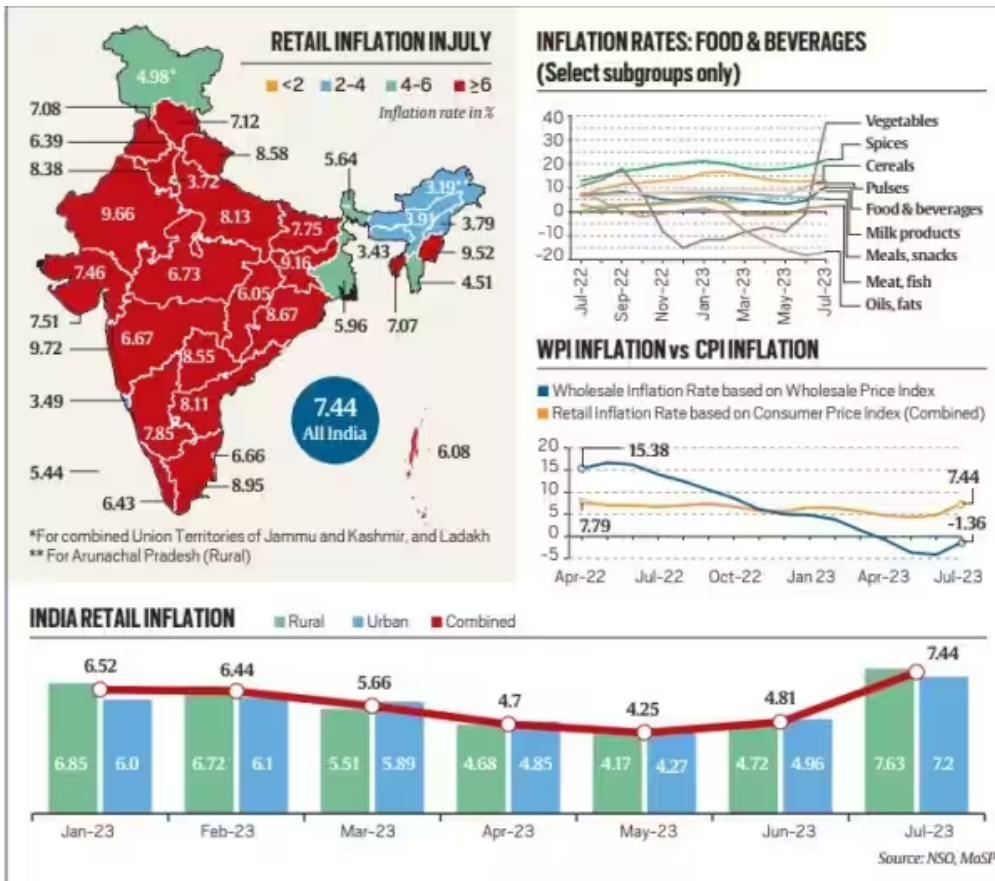 RETAIL INFLATION INJULY
<2 2-4 4-6 ≥6
Inflation rate in %
4.98*
7.08
7.12
6.39
8.58
8.38
3.72
5.64
3.19**
9.66
8.13
7.75
3.91
3.79
3.43
9.52
7.46
6.73
9.16
4.51
6.05
8.67
7.51
5.96
7.07
6.67
9.72
8.55
3.49
8.11
7.44
All India
7.85
6.08
6.66
5.44
8.95
6.43
*For combined Union Territories of Jammu and Kashmir, and Ladakh
** For Arunachal Pradesh (Rural)
INFLATION RATES: FOOD & BEVERAGES
(Select subgroups only)
40
30
20
10
0
-10
-20
Vegetables
Spices
Cereals
Pulses
Food & beverages
Milk products
Meals, snacks
Meat, fish
Oils, fats
Jul-22 Sep-22 Nov-22 Jan-23 Mar-23 May-23 Jul-23
WPI INFLATION vs CPI INFLATION
Wholesale Inflation Rate based on Wholesale Price Index
Retail Inflation Rate based on Consumer Price Index (Combined)
20
15
10
5
0
-5
15.38
7.44
7.79
-1.36
Apr-22 Jul-22 Oct-22 Jan 23 Apr-23 Jul-23
INDIA RETAIL INFLATION
Rural Urban Combined
6.52 6.44 5.66 4.7 4.25 4.81 7.44
6.85 6.0 6.72 6.1 5.51 5.89 4.68 4.85 4.17 4.27 4.72 4.96 7.63 7.2
Jan-23 Feb-23 Mar-23 Apr-23 May-23 Jun-23 Jul-23
Source: NSO, MoSP